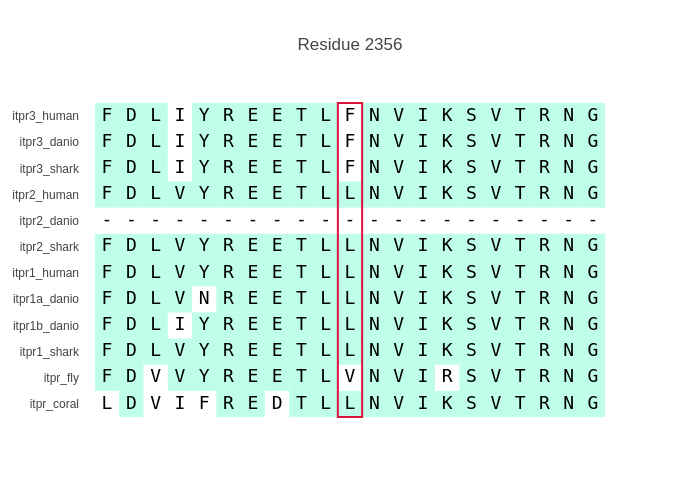 Residue 2356
itpr3_human F D L I Y R E E T L F N V I K S V T R N G
itpr3_danio F D L I Y R E E T L F N V I K S V T R N G
itpr3_shark F D L I Y R E E T L F N V I K S V T R N G
itpr2_human F D L V Y R E E T L L N V I K S V T R N G
itpr2_danio - - - - - - - - - - - - - - - - - - - - -
itpr2_shark F D L V Y R E E T L L N V I K S V T R N G
itpr1_human F D L V Y R E E T L L N V I K S V T R N G
itpr1a_danio F D L V N R E E T L L N V I K S V T R N G
itpr1b_danio F D L I Y R E E T L L N V I K S V T R N G
itpr1_shark F D L V Y R E E T L L N V I K S V T R N G
itpr_fly F D V V Y R E E T L V N V I R S V T R N G
itpr_coral L D V I F R E D T L L N V I K S V T R N G